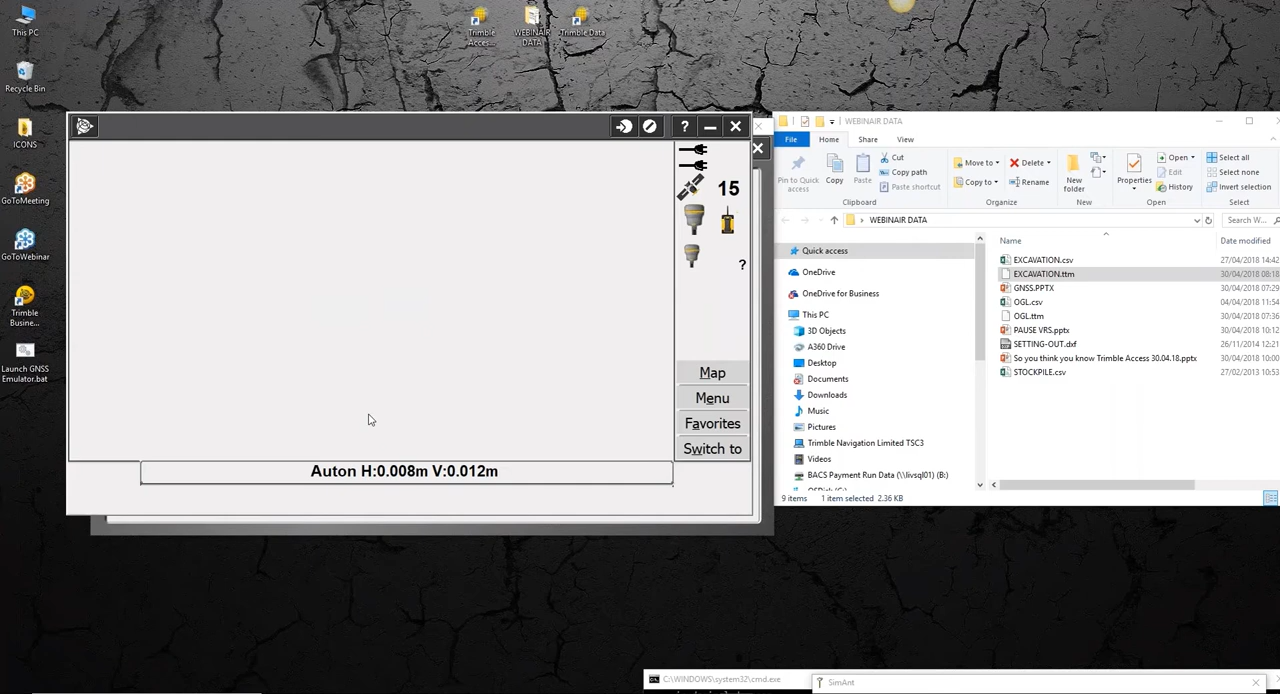 This PC
Recycle Bin
ICONS
GoToMeeting
GoToWebinar
Trimble
Busine...
Launch GNSS
Emulator.bat
Trimble
Acces...
WEBINAIR
DATA
Trimble Data
?
15
?
Map
Menu
Favorites
Switch to
Auton H:0.008m V:0.012m
WEBINAIR DATA
File
Home
Share
View
Pin to Quick
access
Copy
Paste
Cut
Copy path
Paste shortcut
Clipboard
Move to
Copy to
Delete
Rename
Organize
New
folder
New
Properties
Open
Edit
History
Open
Select all
Select none
Invert selection
Select
WEBINAIR DATA
Search W...
Quick access
OneDrive
OneDrive for Business
This PC
3D Objects
A360 Drive
Desktop
Documents
Downloads
Music
Pictures
Trimble Navigation Limited TSC3
Videos
BACS Payment Run Data (\\livsql01) (B:)
Name
Date modified
EXCAVATION.csv 27/04/2018 14:42
EXCAVATION.ttm 30/04/2018 08:18
GNSS.PPTX 30/04/2018 07:29
OGL.csv 04/04/2018 11:54
OGL.ttm 30/04/2018 07:36
PAUSE VRS.pptx 30/04/2018 10:12
SETTING-OUT.dxf 26/11/2014 12:21
So you think you know Trimble Access 30.04.18.pptx 30/04/2018 10:00
STOCKPILE.csv 27/02/2013 10:53
9 items 1 item selected 2.36 KB
C:\WINDOWS\system32\cmd.exe
SimAnt